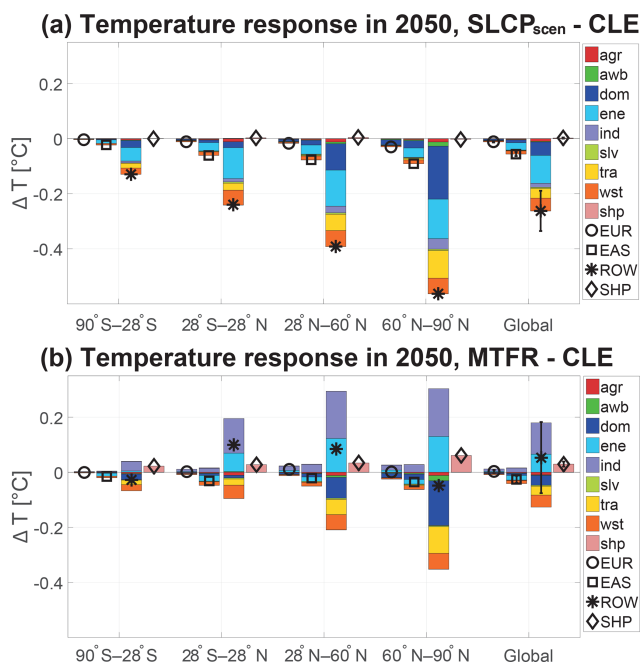 (a) Temperature response in 2050, SLCPscen - CLE
agr
awb
dom
ene
ind
slv
tra
wst
shp
EUR
EAS
ROW
SHP
0.2
0
-0.2
-0.4
Δ T [°C]
90°S–28°S 28°S–28°N 28°N–60°N 60°N–90°N Global
(b) Temperature response in 2050, MTFR - CLE
agr
awb
dom
ene
ind
slv
tra
wst
shp
EUR
EAS
ROW
SHP
0.2
0
-0.2
-0.4
Δ T [°C]
90°S–28°S 28°S–28°N 28°N–60°N 60°N–90°N Global